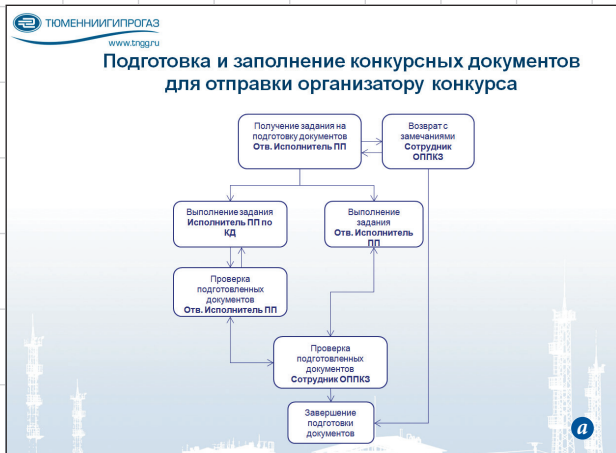 ТЮМЕННИИГИПРОГАЗ
www.tngg.ru
Подготовка и заполнение конкурсных документов
для отправки организатору конкурса
Получение задания на
подготовку документов
Отв. Исполнитель ПП
Возврат с
замечаниями
Сотрудник
ОППКЗ
Выполнение задания
Исполнитель ПП по
КД
Выполнение
задания
Отв. Исполнитель
ПП
Проверка
подготовленных
документов
Отв. Исполнитель ПП
Проверка
подготовленных
документов
Сотрудник ОППКЗ
Завершение
подготовки
документов
а